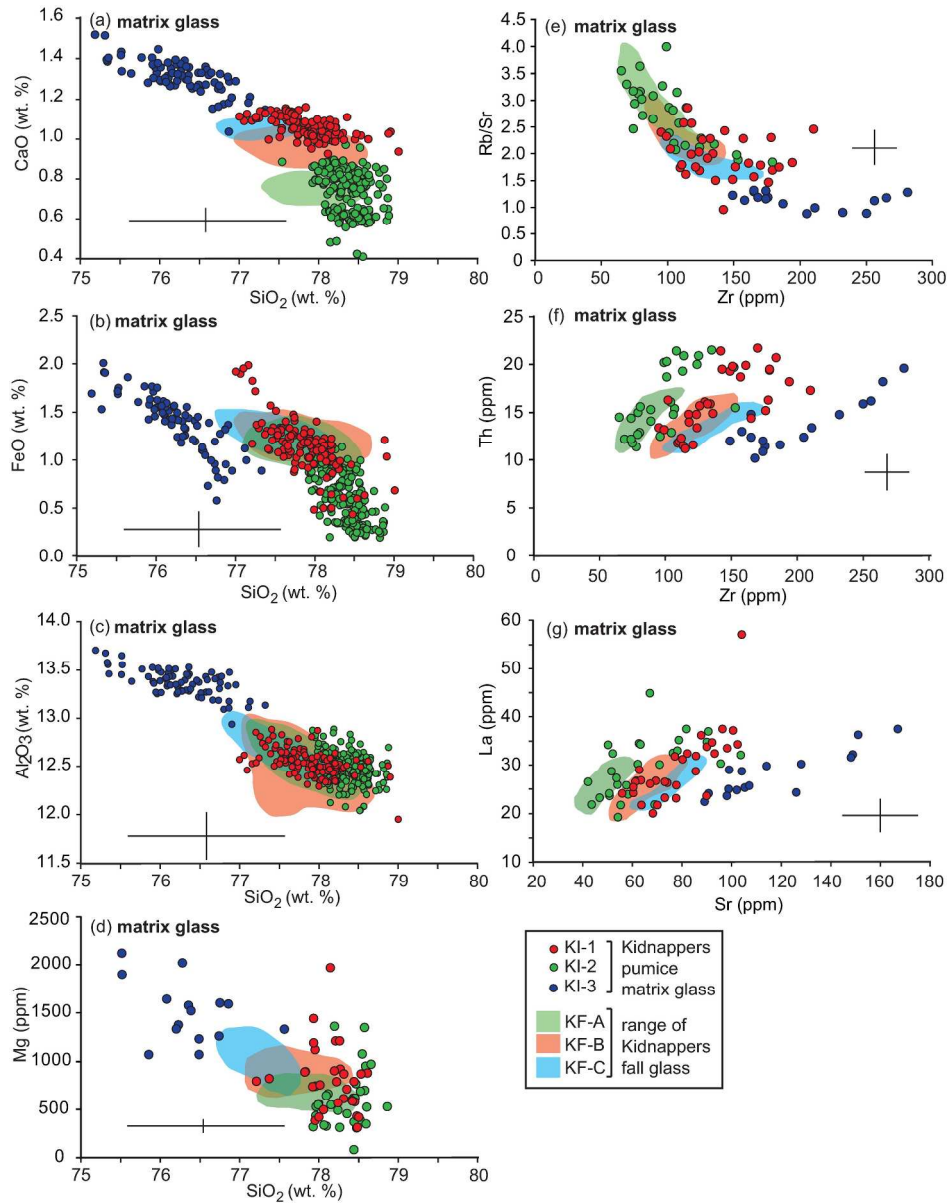 (a) matrix glass
1.6
1.4
1.2
1.0
0.8
0.6
0.4
CaO (wt. %)
75 76 77 78 79 80
SiO2 (wt. %)
(b) matrix glass
2.5
2.0
1.5
1.0
0.5
0.0
FeO (wt. %)
75 76 77 78 79 80
SiO2 (wt. %)
(c) matrix glass
14.0
13.5
13.0
12.5
12.0
11.5
Al2O3 (wt. %)
75 76 77 78 79 80
SiO2 (wt. %)
(d) matrix glass
2500
2000
1500
1000
500
0
Mg (ppm)
75 76 77 78 79 80
SiO2 (wt. %)
(e) matrix glass
4.5
4.0
3.5
3.0
2.5
2.0
1.5
1.0
0.5
0
Rb/Sr
0 50 100 150 200 250 300
Zr (ppm)
(f) matrix glass
25
20
15
10
5
0
Th (ppm)
0 50 100 150 200 250 300
Zr (ppm)
(g) matrix glass
60
50
40
30
20
10
La (ppm)
20 40 60 80 100 120 140 160 180
Sr (ppm)
KI-1 Kidnappers
KI-2 pumice
KI-3 matrix glass
KF-A range of
KF-B Kidnappers
KF-C fall glass